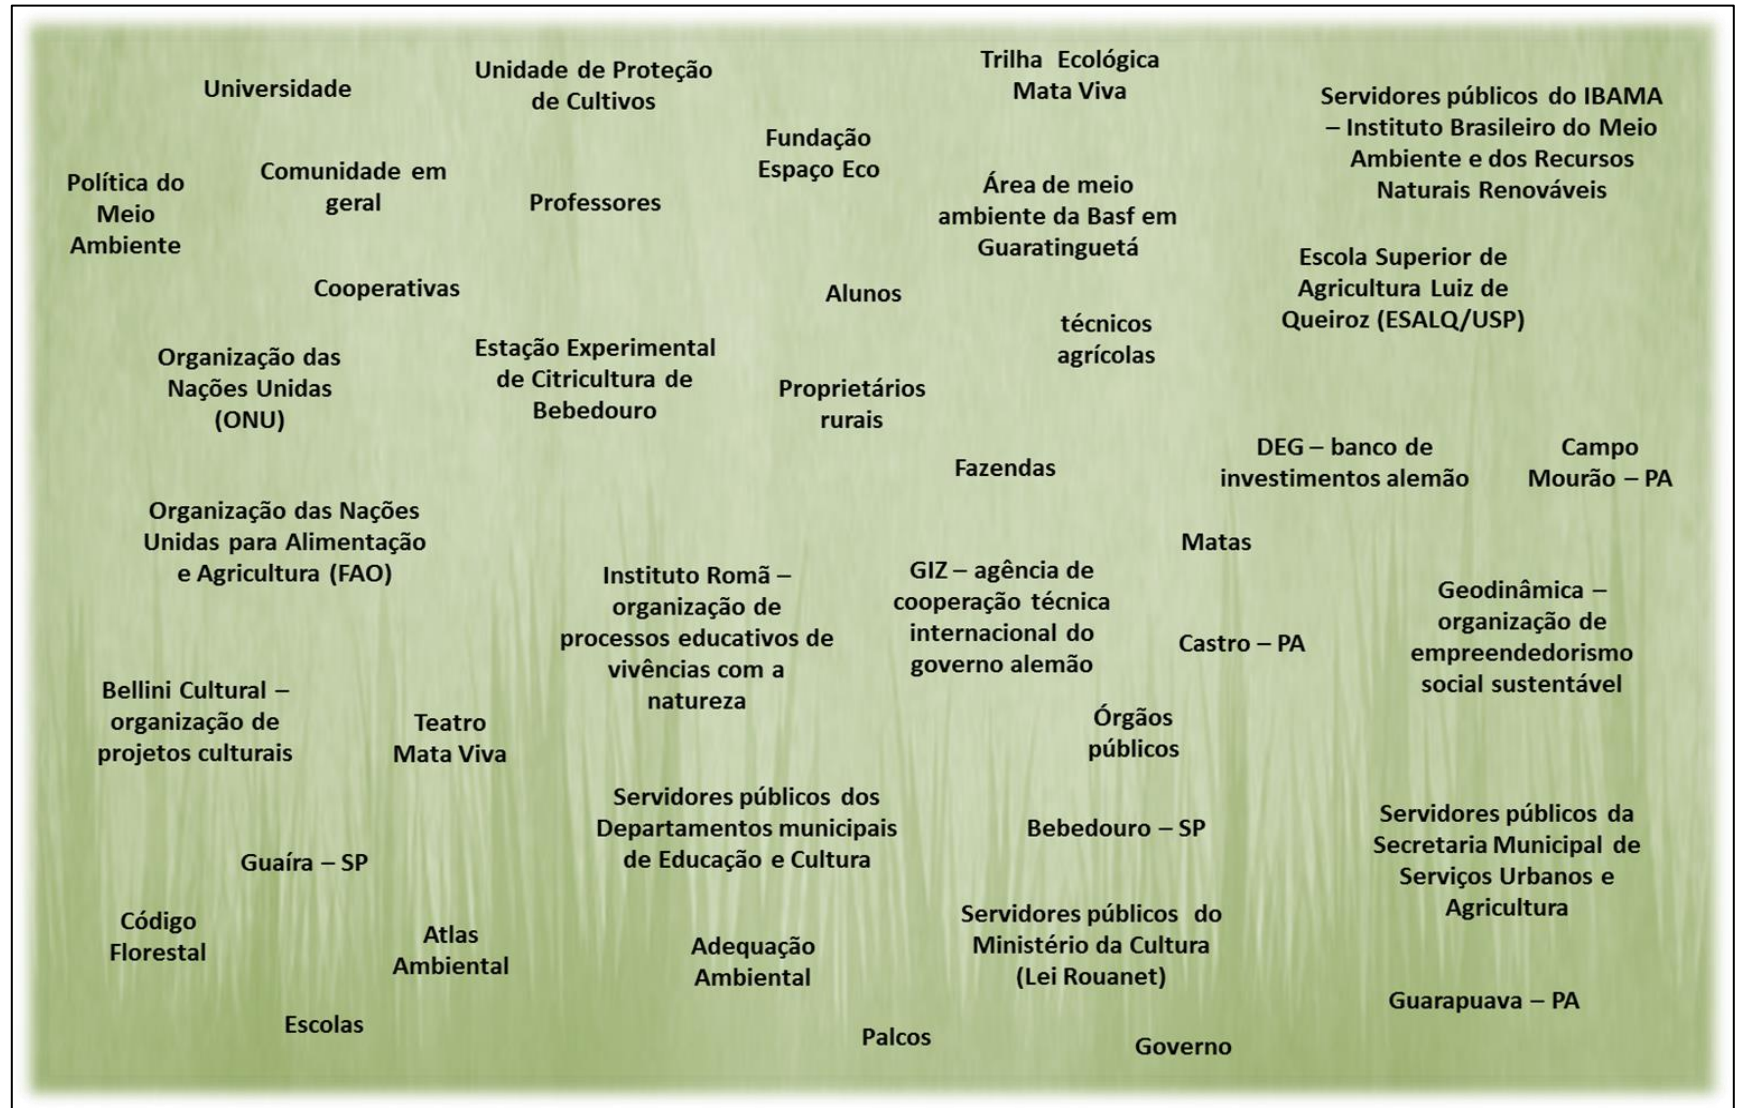 Universidade
Unidade de Proteção
de Cultivos
Trilha Ecológica
Mata Viva
Servidores públicos do IBAMA
– Instituto Brasileiro do Meio
Ambiente e dos Recursos
Naturais Renováveis
Fundação
Espaço Eco
Política do
Meio
Ambiente
Comunidade em
geral
Professores
Área de meio
ambiente da Basf em
Guaratinguetá
Escola Superior de
Agricultura Luiz de
Queiroz (ESALQ/USP)
Cooperativas
Alunos
técnicos
agrícolas
Organização das
Nações Unidas
(ONU)
Estação Experimental
de Citricultura de
Bebedouro
Proprietários
rurais
Fazendas
DEG – banco de
investimentos alemão
Campo
Mourão – PA
Organização das Nações
Unidas para Alimentação
e Agricultura (FAO)
Matas
Instituto Romã –
organização de
processos educativos de
vivências com a
natureza
GIZ – agência de
cooperação técnica
internacional do
governo alemão
Castro – PA
Geodinâmica –
organização de
empreendedorismo
social sustentável
Bellini Cultural –
organização de
projetos culturais
Teatro
Mata Viva
Órgãos
públicos
Servidores públicos dos
Departamentos municipais
de Educação e Cultura
Bebedouro – SP
Servidores públicos da
Secretaria Municipal de
Serviços Urbanos e
Agricultura
Guaíra – SP
Código
Florestal
Atlas
Ambiental
Adequação
Ambiental
Servidores públicos do
Ministério da Cultura
(Lei Rouanet)
Guarapuava – PA
Escolas
Palcos
Governo